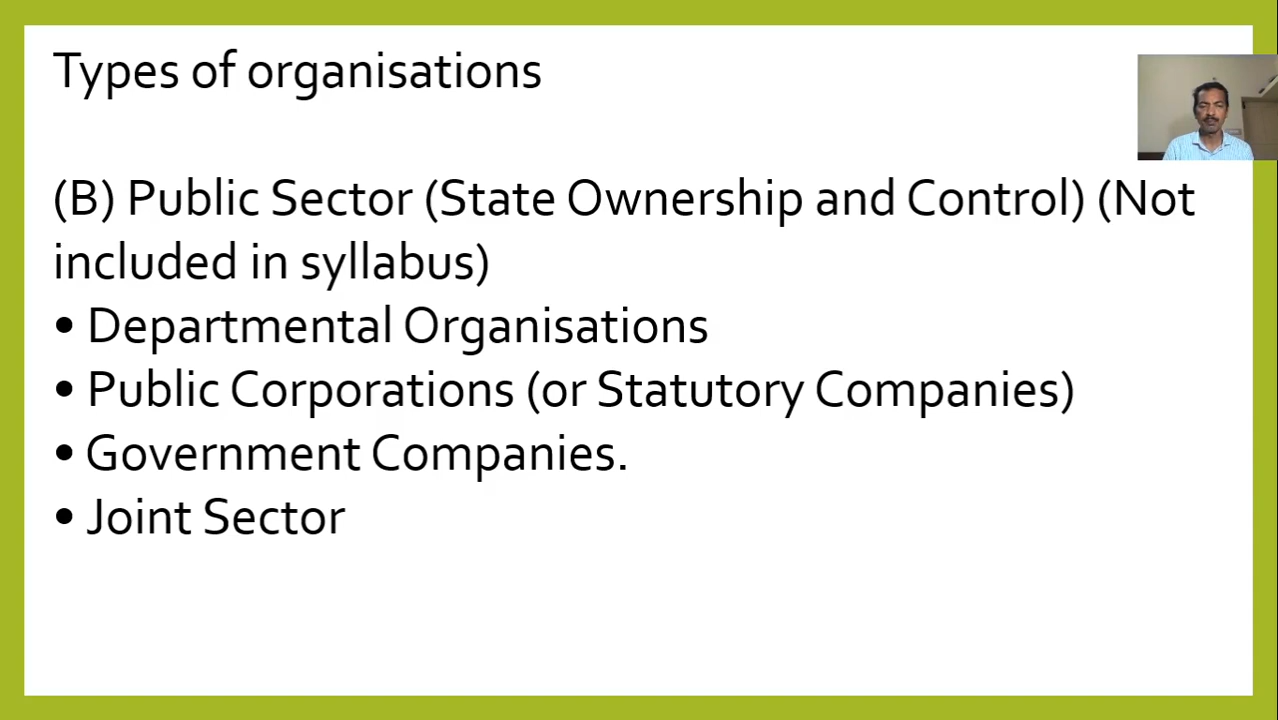 Types of organisations
(B) Public Sector (State Ownership and Control) (Not
included in syllabus)
• Departmental Organisations
• Public Corporations (or Statutory Companies)
• Government Companies.
• Joint Sector